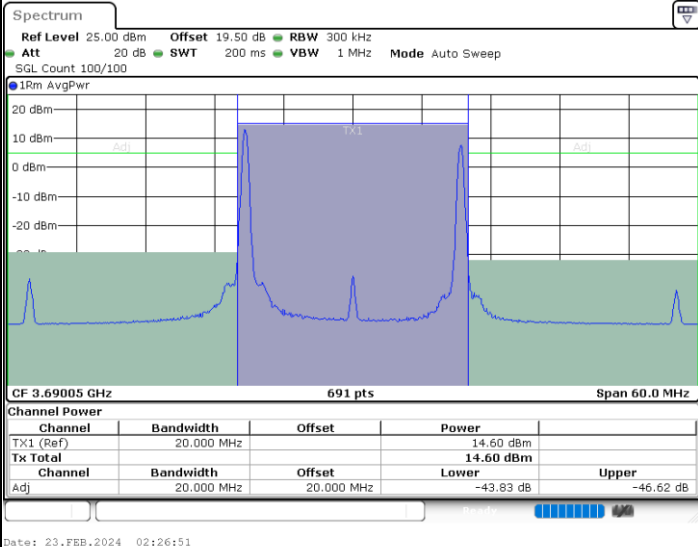 Spectrum
Ref Level 25.00 dBm Offset 19.50 dB RBW 300 kHz
Att 20 dB SWT 200 ms VBW 1 MHz Mode Auto Sweep
SGL Count 100/100
1Rm AvgPwr
20 dBm
TX1
10 dBm
Adj Adj
0 dBm
-10 dBm
-20 dBm
CF 3.69005 GHz 691 pts Span 60.0 MHz
Channel Power
Channel Bandwidth Offset Power
TX1 (Ref) 20.000 MHz 14.60 dBm
Tx Total 14.60 dBm
Channel Bandwidth Offset Lower Upper
Adj 20.000 MHz 20.000 MHz -43.83 dB -46.62 dB
Ready
Date: 23.FEB.2024 02:26:51